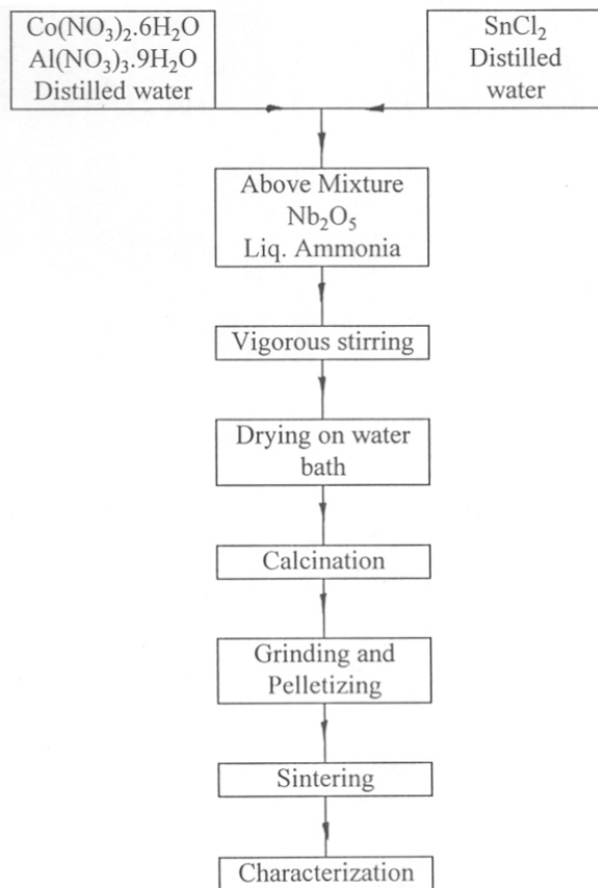 Co(NO₃)₂.6H₂O
Al(NO₃)₃.9H₂O
Distilled water
SnCl₂
Distilled
water
Above Mixture
Nb₂O₅
Liq. Ammonia
Vigorous stirring
Drying on water
bath
Calcination
Grinding and
Pelletizing
Sintering
Characterization